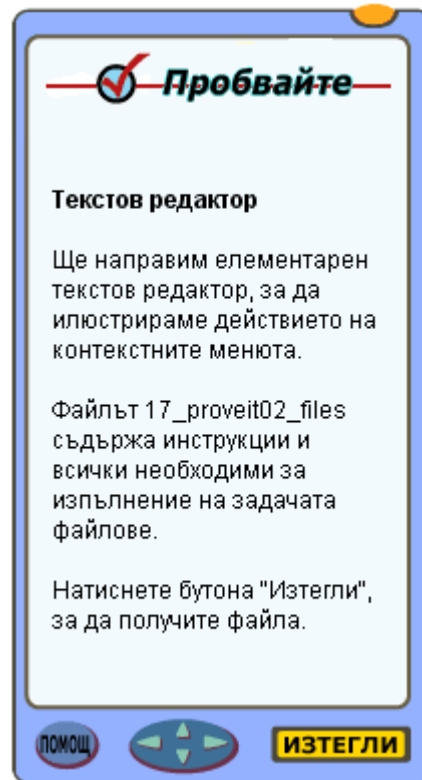 Пробвайте
Текстов редактор
Ще направим елементарен
текстов редактор, за да
илюстрираме действието на
контекстните менюта.
Файлът 17_proveit02_files
съдържа инструкции и
всички необходими за
изпълнение на задачата
файлове.
Натиснете бутона "Изтегли",
за да получите файла.
ПОМОЩ
ИЗТЕГЛИ